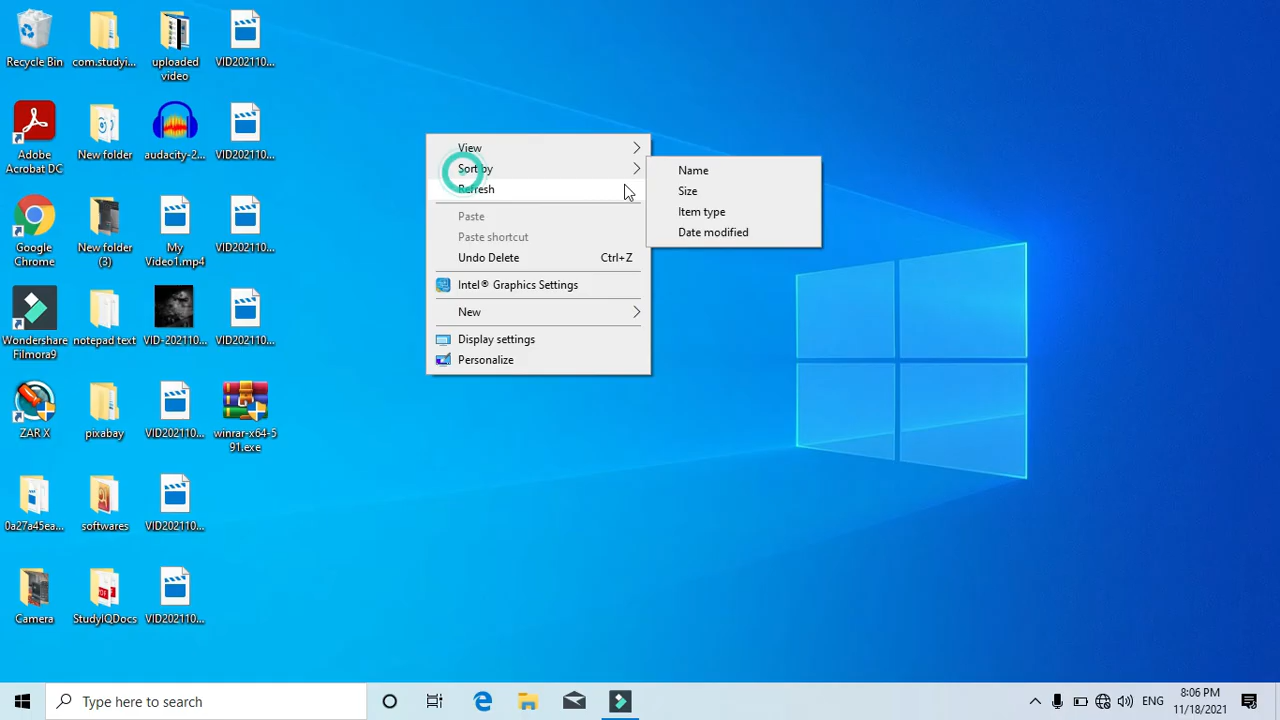 Recycle Bin
com.studyi...
uploaded
video
VID202110...
Adobe
Acrobat DC
New folder
audacity-2...
VID202110...
Google
Chrome
New folder
(3)
My
Video1.mp4
VID202110...
Wondershare
Filmora9
notepad text
VID-202110...
VID202110...
ZAR X
pixabay
VID202110...
winrar-x64-5
91.exe
0a27a45ea...
softwares
VID202110...
Camera
StudyIQDocs
VID202110...
View
Sort by
Refresh
Paste
Paste shortcut
Undo Delete Ctrl+Z
Intel® Graphics Settings
New
Display settings
Personalize
Name
Size
Item type
Date modified
Type here to search
ENG
8:06 PM
11/18/2021